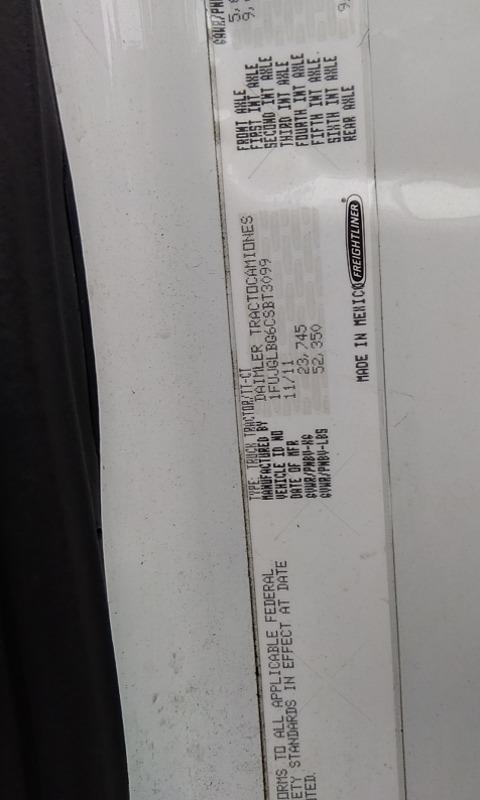 ORMS TO ALL APPLICABLE FEDERAL
ETY STANDARDS IN EFFECT AT DATE
TED.
TYPE TRUCK TRACTOR/TT-CT
MANUFACTURED BY DAIMLER TRACTOCAMIONES
VEHICLE ID NO 1FUJGLBG6CSBT3099
DATE OF MFR 11/11
GVWR/PNBV-KG 23,745
GVWR/PNBV-LBS 52,350
MADE IN MEXICO FREIGHTLINER
FRONT AXLE
FIRST INT AXLE
SECOND INT AXLE
THIRD INT AXLE
FOURTH INT AXLE
FIFTH INT AXLE
SIXTH INT AXLE
REAR AXLE